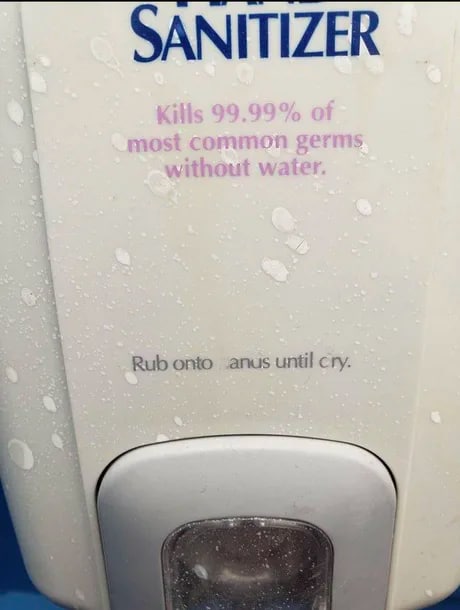 SANITIZER
Kills 99.99% of
most common germs
without water.
Rub onto anus until cry.